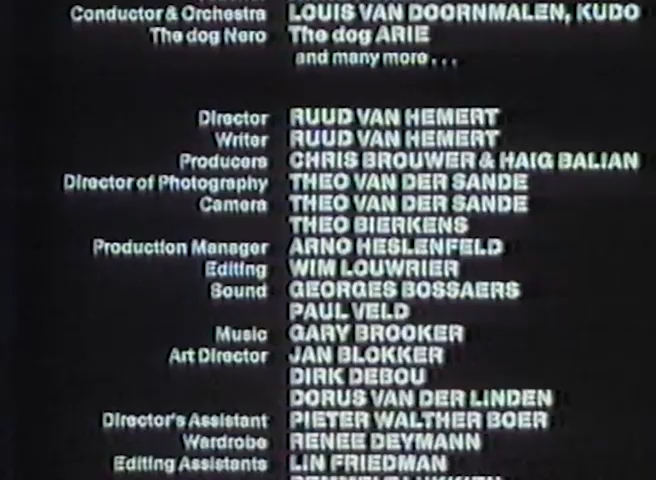 Conductor & Orchestra LOUIS VAN DOORNMALEN, KUDO
The dog Nero The dog ARIE
and many more . . .
Director RUUD VAN HEMERT
Writer RUUD VAN HEMERT
Producers CHRIS BROUWER & HAIG BALIAN
Director of Photography THEO VAN DER SANDE
Camera THEO VAN DER SANDE
THEO BIERKENS
Production Manager ARNO HESLENFELD
Editing WIM LOUWRIER
Sound GEORGES BOSSAERS
PAUL VELD
Music GARY BROOKER
Art Director JAN BLOKKER
DIRK DEBOU
DORUS VAN DER LINDEN
Director's Assistant PIETER WALTHER BOER
Wardrobe RENEE DEYMANN
Editing Assistants LIN FRIEDMAN